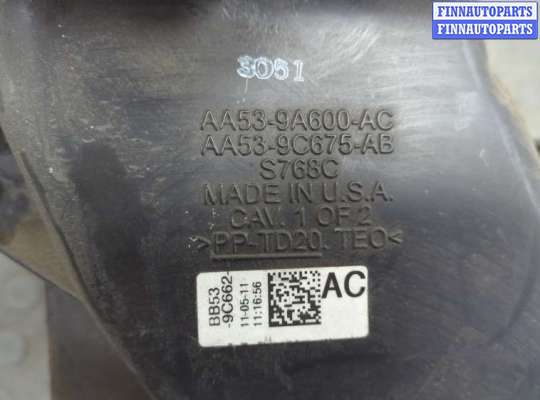 FINNAUTOPARTS
FINNAUTOPARTS
3051
AA53-9A600-AC
AA53-9C675-AB
S768C
MADE IN U.S.A.
CAV. 1 OF 2
>PP-TD20. TEO<
BB53
-9C662-
11-05-11
11:16:56
AC